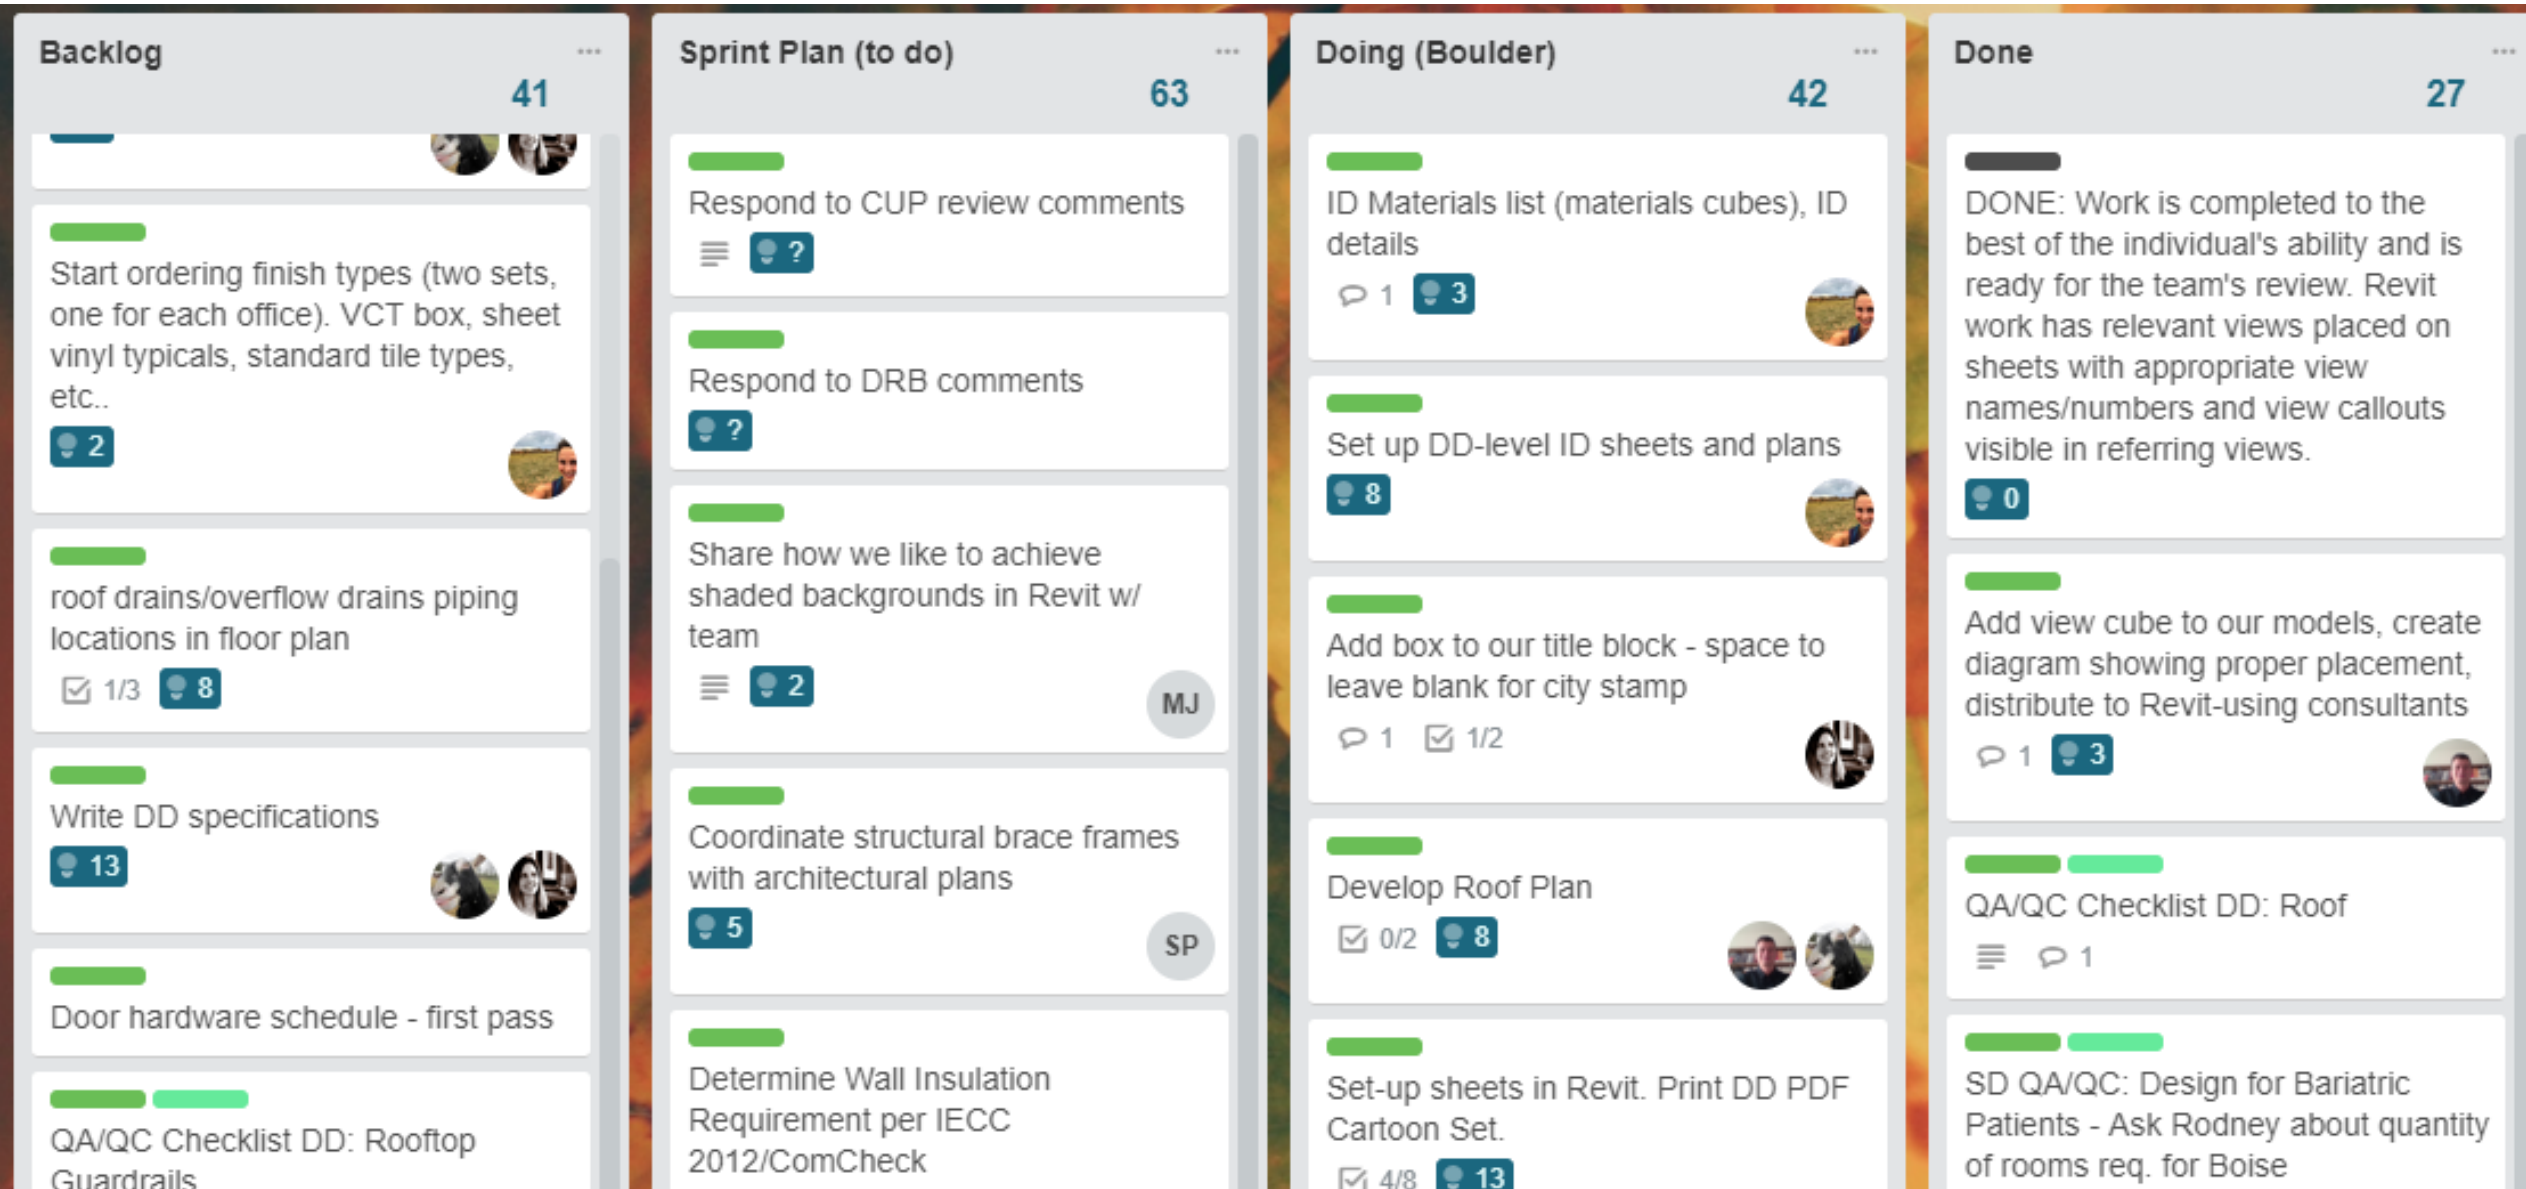 Backlog
41
2
Start ordering finish types (two sets,
one for each office). VCT box, sheet
vinyl typicals, standard tile types,
etc..
roof drains/overflow drains piping
locations in floor plan
1/3 8
Write DD specifications
13
Door hardware schedule - first pass
QA/QC Checklist DD: Rooftop
Guardrails
Sprint Plan (to do)
63
Respond to CUP review comments
?
Respond to DRB comments
?
Share how we like to achieve
shaded backgrounds in Revit w/
team
2
MJ
Coordinate structural brace frames
with architectural plans
5
SP
Determine Wall Insulation
Requirement per IECC
2012/ComCheck
Doing (Boulder)
42
ID Materials list (materials cubes), ID
details
1 3
Set up DD-level ID sheets and plans
8
Add box to our title block - space to
leave blank for city stamp
1 1/2
Develop Roof Plan
0/2 8
Set-up sheets in Revit. Print DD PDF
Cartoon Set.
4/8 13
Done
27
DONE: Work is completed to the
best of the individual's ability and is
ready for the team's review. Revit
work has relevant views placed on
sheets with appropriate view
names/numbers and view callouts
visible in referring views.
0
Add view cube to our models, create
diagram showing proper placement,
distribute to Revit-using consultants
1 3
QA/QC Checklist DD: Roof
1
SD QA/QC: Design for Bariatric
Patients - Ask Rodney about quantity
of rooms req. for Boise